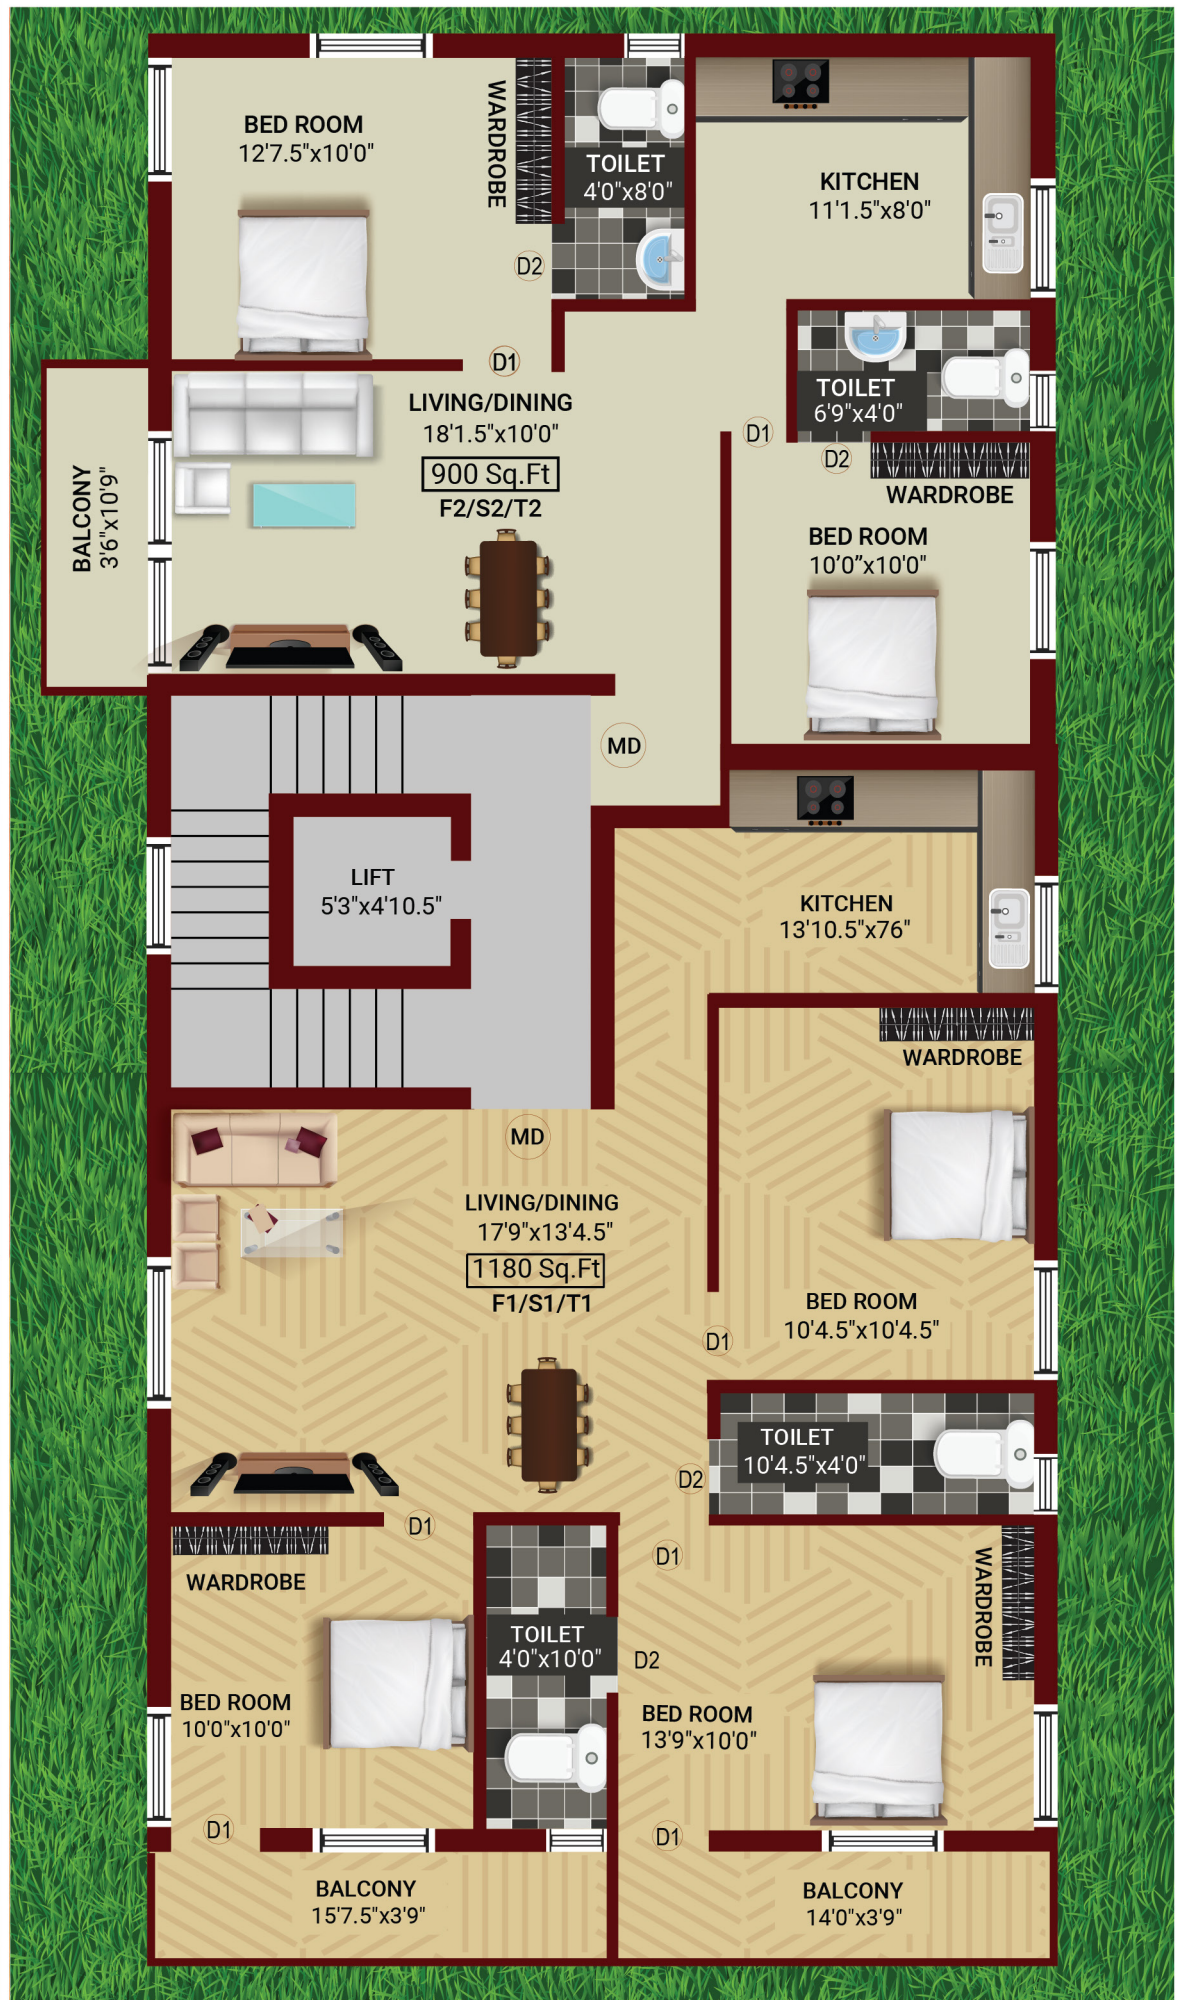 BED ROOM
12'7.5"x10'0"
WARDROBE
TOILET
4'0"x8'0"
KITCHEN
11'1.5"x8'0"
D2
D1
TOILET
6'9"x4'0"
D1
D2
WARDROBE
LIVING/DINING
18'1.5"x10'0"
900 Sq.Ft
F2/S2/T2
BALCONY
3'6"x10'9"
BED ROOM
10’0”x10'0"
MD
LIFT
5'3"x4'10.5"
KITCHEN
13'10.5"x76"
WARDROBE
MD
LIVING/DINING
17'9"x13'4.5"
1180 Sq.Ft
F1/S1/T1
BED ROOM
10'4.5"x10'4.5"
D1
TOILET
10'4.5"x4'0"
D2
D1
D1
WARDROBE
WARDROBE
TOILET
4'0"x10'0"
D2
BED ROOM
10'0"x10'0"
BED ROOM
13'9"x10'0"
D1
D1
BALCONY
15'7.5"x3'9"
BALCONY
14'0"x3'9"